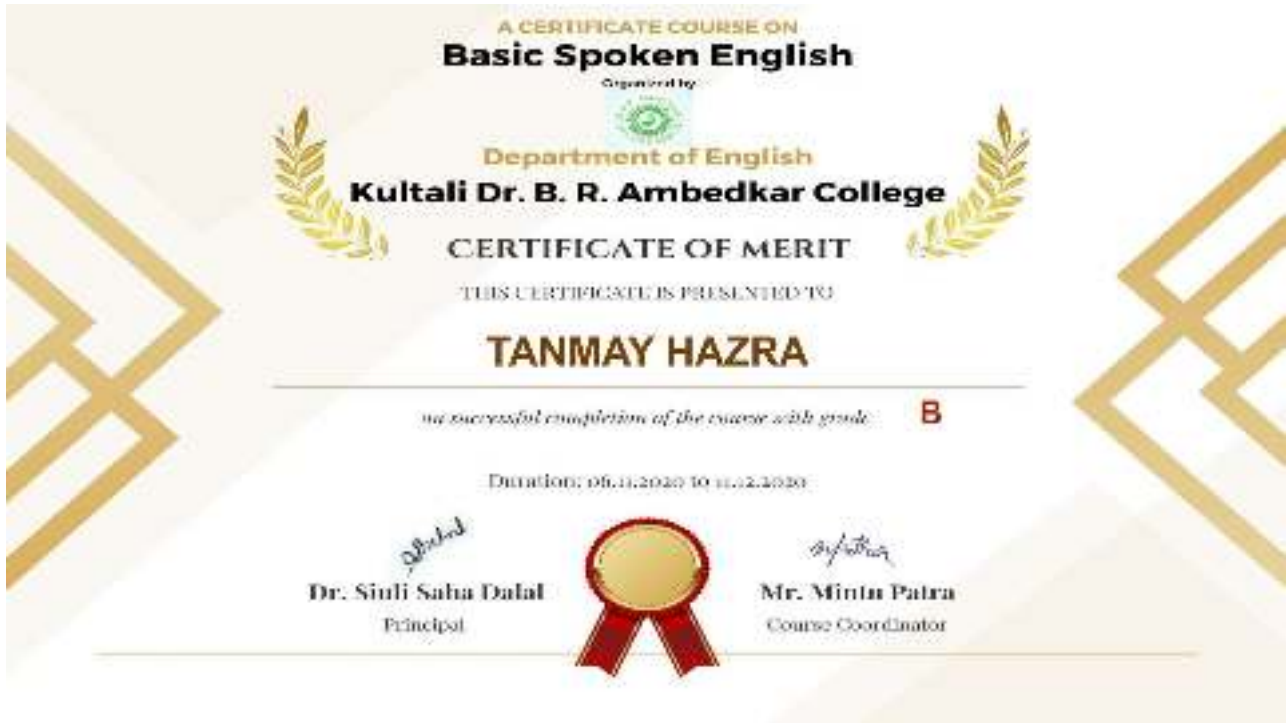 A CERTIFICATE COURSE ON
Basic Spoken English
Organized by
Department of English
Kultali Dr. B. R. Ambedkar College
CERTIFICATE OF MERIT
THIS CERTIFICATE IS PRESENTED TO
TANMAY HAZRA
on successful completion of the course with grade B
Duration: 06.11.2020 to 11.12.2020
Dr. Siuli Saha Dalal
Mr. Mintu Patra
Principal
Course Coordinator